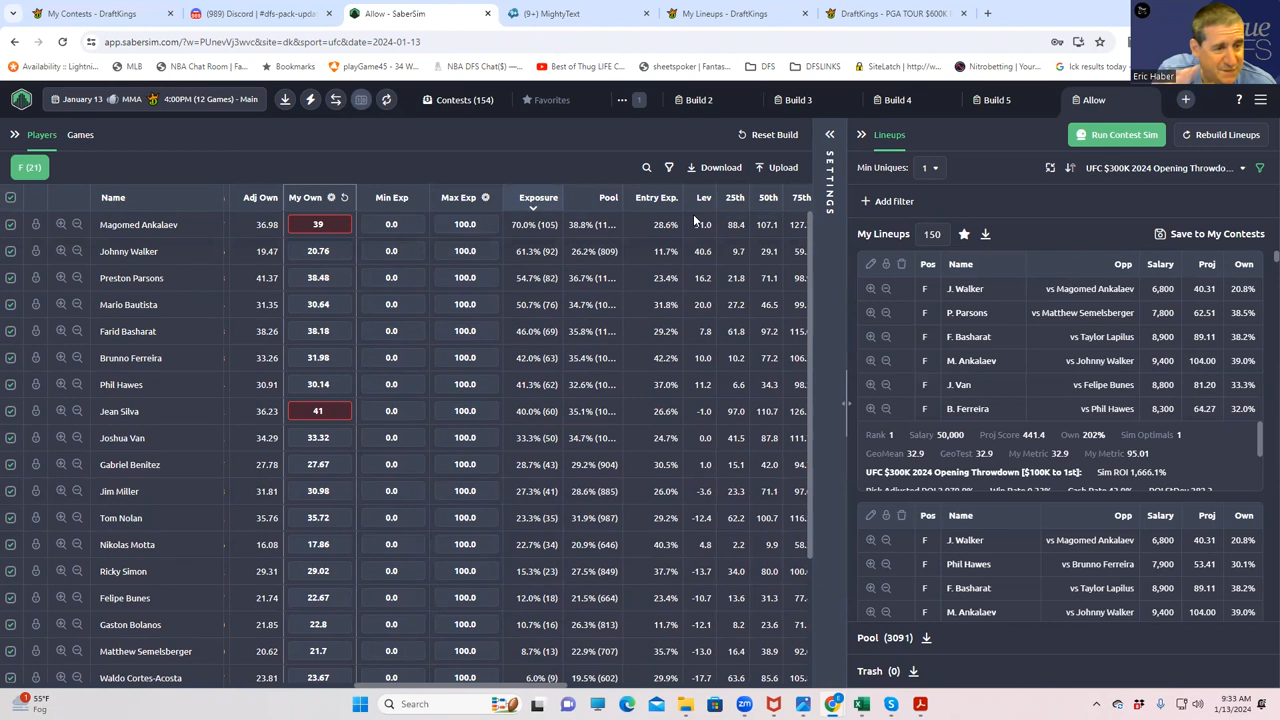 My Contests - DraftKings
(989) Discord | #dfs-pack-upda
Allow - SaberSim
(9+) MightyText
My Lineups - DraftKings
DraftKings - PGA TOUR $600K
app.sabersim.com/?w=PUnevVj3wvc&site=dk&sport=ufc&date=2024-01-13
Availability :: Lightni...
MLB
NBA Chat Room | Fa...
playGame45 - 34 W...
NBA DFS Chat($)
Best of Thug LIFE C...
sheetspoker | Fantas...
DFS
DFSLINKS
SiteLatch | http://w...
Nitrobetting | Your...
lck results today
Eric Haber
January 13 MMA 4:00PM (12 Games) - Main
Contests (154)
Favorites
... 1
Build 2
Build 3
Build 4
Build 5
Allow
Players Games
Reset Build
F (21)
Download
Upload
SETTINGS
Name Adj Own My Own Min Exp Max Exp Exposure Pool Entry Exp. Lev 25th 50th 75th
Magomed Ankalaev 36.98 39 0.0 100.0 70.0% (105) 38.8% (11... 28.6% 88.4 107.1 127.
Johnny Walker 19.47 20.76 0.0 100.0 61.3% (92) 26.2% (809) 11.7% 40.6 9.7 29.1 59.
Preston Parsons 38.24 38.48 0.0 100.0 54.7% (82) 36.7% (11... 23.4% 16.2 21.8 71.1 98.
Mario Bautista 31.35 30.64 0.0 100.0 50.7% (76) 34.7% (10... 31.8% 20.0 27.2 46.5 99.
Farid Basharat 38.26 38.18 0.0 100.0 46.0% (69) 35.8% (11... 29.2% 7.8 61.8 97.2 115.
Brunno Ferreira 33.26 31.98 0.0 100.0 42.0% (63) 35.4% (10... 42.2% 10.0 10.2 77.2 106.
Phil Hawes 30.91 30.14 0.0 100.0 41.3% (62) 32.6% (10... 37.0% 11.2 6.6 34.3 98.
Jean Silva 36.23 41 0.0 100.0 40.0% (60) 35.1% (10... 26.6% -1.0 97.0 110.7 126.
Joshua Van 34.29 33.32 0.0 100.0 33.3% (50) 34.7% (10... 24.7% 0.0 41.5 87.8 111.
Gabriel Benitez 27.78 27.67 0.0 100.0 28.7% (43) 29.2% (904) 30.5% 1.0 15.1 42.0 94.
Jim Miller 31.81 30.98 0.0 100.0 27.3% (41) 28.6% (885) 26.0% -3.6 23.3 71.1 97.
Tom Nolan 35.76 35.72 0.0 100.0 23.3% (35) 31.9% (987) 29.2% -12.4 62.2 100.7 116.
Nikolas Motta 16.08 17.86 0.0 100.0 22.7% (34) 20.9% (646) 40.3% 4.8 2.2 9.9 58.
Ricky Simon 29.31 29.02 0.0 100.0 15.3% (23) 27.5% (849) 37.7% -13.7 34.0 80.0 100.
Felipe Bunes 21.74 22.67 0.0 100.0 12.0% (18) 21.5% (664) 23.4% -10.7 13.6 31.3 78.
Gaston Bolanos 21.85 22.8 0.0 100.0 10.7% (16) 26.3% (813) 11.7% -12.1 8.2 23.6 71.
Matthew Semelsberger 20.62 21.7 0.0 100.0 8.7% (13) 22.9% (707) 35.7% -13.0 16.4 38.9 92.
Waldo Cortes-Acosta 23.81 23.67 0.0 100.0 6.0% (9) 19.5% (602) 22.7% -17.7 63.6 85.6 105.
Lineups
Run Contest Sim
Rebuild Lineups
Min Uniques: 1
UFC $300K 2024 Opening Throwdo...
+ Add filter
My Lineups 150
Save to My Contests
Pos Name Opp Salary Proj Own
F J. Walker vs Magomed Ankalaev 6,800 40.31 20.8%
F P. Parsons vs Matthew Semelsberger 7,800 62.51 38.5%
F F. Basharat vs Taylor Lapilus 8,900 89.11 38.2%
F M. Ankalaev vs Johnny Walker 9,400 104.00 39.0%
F J. Van vs Felipe Bunes 8,800 81.20 33.3%
F B. Ferreira vs Phil Hawes 8,300 64.27 32.0%
Rank 1 Salary 50,000 Proj Score 441.4 Own 202% Sim Optimals 1
GeoMean 32.9 GeoTest 32.9 My Metric 32.9 My Metric 95.01
UFC $300K 2024 Opening Throwdown [$100K to 1st]: Sim ROI 1,666.1%
Pos Name Opp Salary Proj Own
F J. Walker vs Magomed Ankalaev 6,800 40.31 20.8%
F Phil Hawes vs Brunno Ferreira 7,900 53.41 30.1%
F F. Basharat vs Taylor Lapilus 8,900 89.11 38.2%
F M. Ankalaev vs Johnny Walker 9,400 104.00 39.0%
Pool (3091)
Trash (0)
55°F
Fog
Search
9:33 AM
1/13/2024